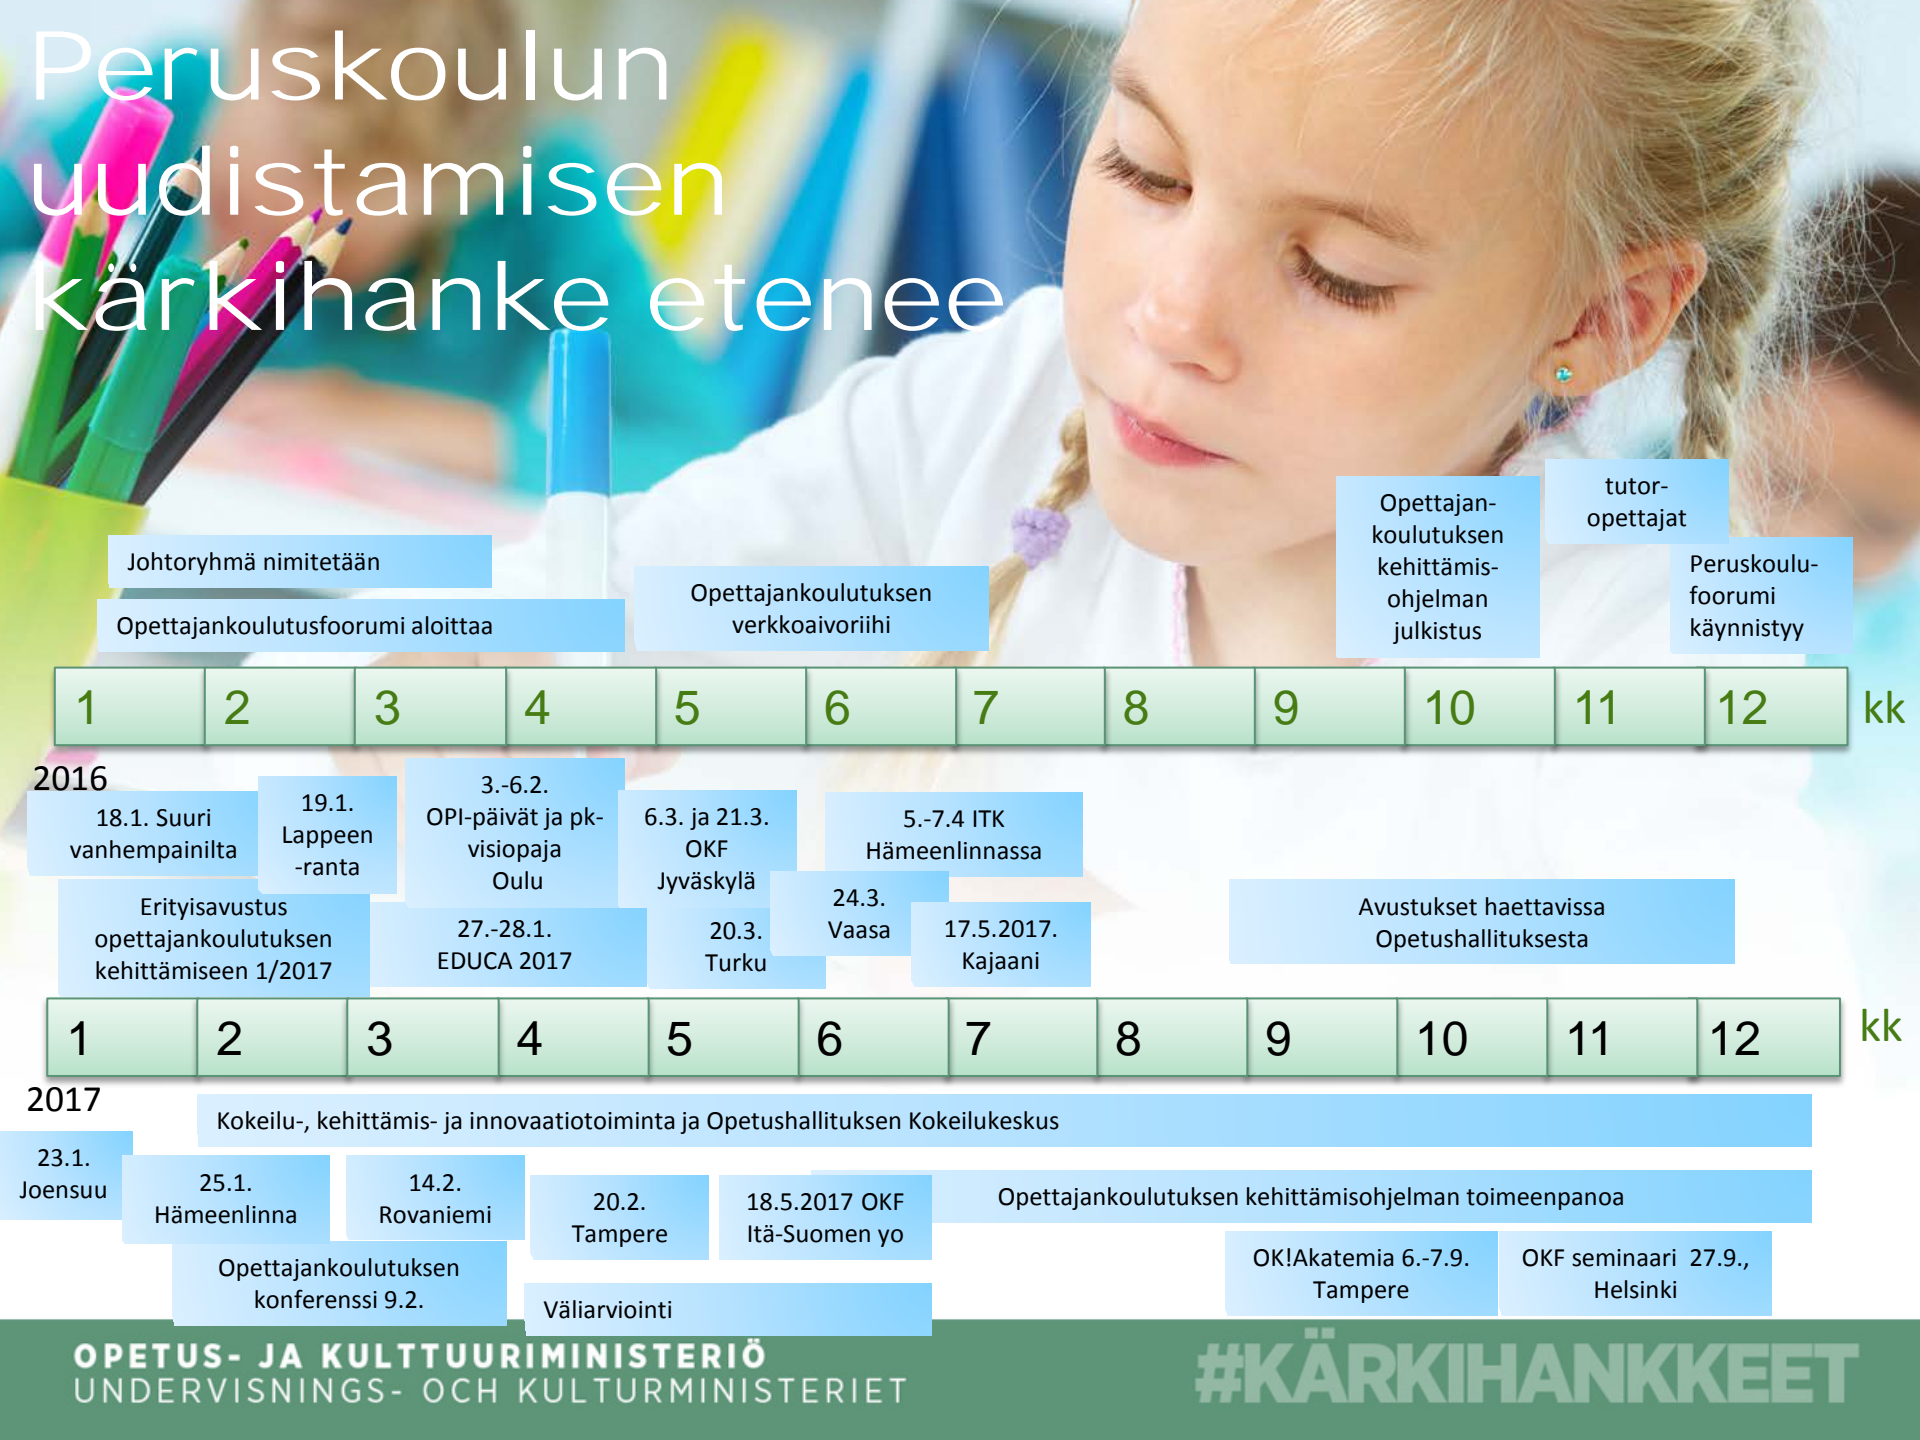 Peruskoulun
uudistamisen
kärkihanke etenee
Johtoryhmä nimitetään
Opettajankoulutusfoorumi aloittaa
Opettajankoulutuksen
verkkoaivoriihi
Opettajan-
koulutuksen
kehittämis-
ohjelman
julkistus
tutor-
opettajat
Peruskoulu-
foorumi
käynnistyy
1 2 3 4 5 6 7 8 9 10 11 12 kk
2016
18.1. Suuri
vanhempainilta
19.1.
Lappeen
-ranta
3.-6.2.
OPI-päivät ja pk-
visiopaja
Oulu
6.3. ja 21.3.
OKF
Jyväskylä
5.-7.4 ITK
Hämeenlinnassa
Erityisavustus
opettajankoulutuksen
kehittämiseen 1/2017
27.-28.1.
EDUCA 2017
20.3.
Turku
24.3.
Vaasa
17.5.2017.
Kajaani
Avustukset haettavissa
Opetushallituksesta
1 2 3 4 5 6 7 8 9 10 11 12 kk
2017
Kokeilu-, kehittämis- ja innovaatiotoiminta ja Opetushallituksen Kokeilukeskus
23.1.
Joensuu
25.1.
Hämeenlinna
14.2.
Rovaniemi
20.2.
Tampere
18.5.2017 OKF
Itä-Suomen yo
Opettajankoulutuksen kehittämisohjelman toimeenpanoa
Opettajankoulutuksen
konferenssi 9.2.
Väliarviointi
OK!Akatemia 6.-7.9.
Tampere
OKF seminaari 27.9.,
Helsinki
OPETUS- JA KULTTUURIMINISTERIÖ
UNDERVISNINGS- OCH KULTURMINISTERIET
#KÄRKIHANKKEET